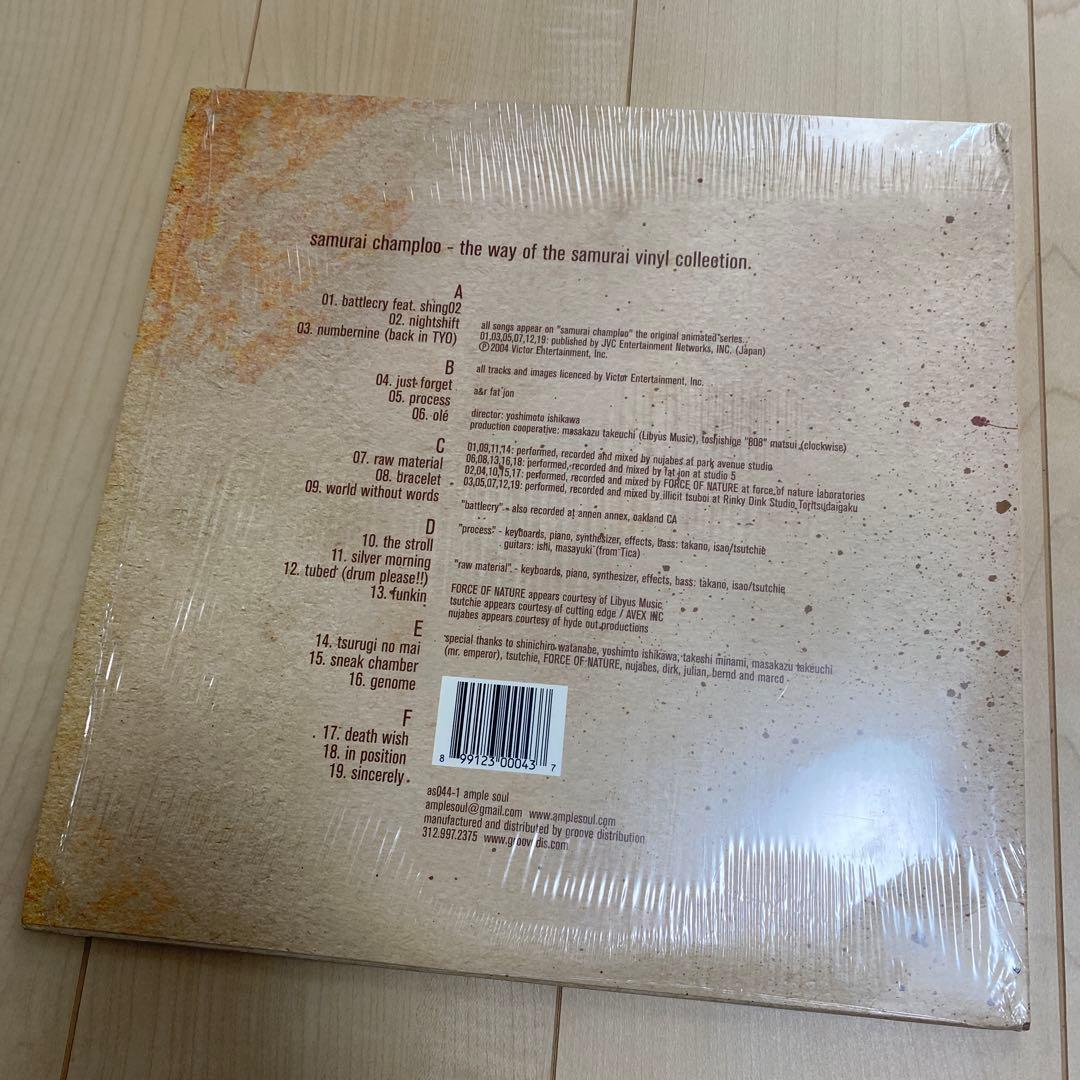 samurai champloo - the way of the samurai vinyl collection.
A
01. battlecry feat. shing02
02. nightshift
03. numbernine (back in TYO)
B
04. just forget
05. process
06. olé
C
07. raw material
08. bracelet
09. world without words
D
10. the stroll
11. silver morning
12. tubed (drum please!!)
13. funkin
E
14. tsurugi no mai
15. sneak chamber
16. genome
F
17. death wish
18. in position
19. sincerely
all songs appear on "samurai champloo" the original animated series.
01,03,05,07,12,19: published by JVC Entertainment Networks, INC. (Japan)
℗2004 Victor Entertainment, Inc.
all tracks and images licenced by Victor Entertainment, Inc.
a&r fat jon
director: yoshimoto ishikawa
production cooperative: masakazu takeuchi (Libyus Music), toshishige "808" matsui (clockwise)
01,09,11,14: performed, recorded and mixed by nujabes at park avenue studio
06,08,13,16,18: performed, recorded and mixed by fat jon at studio 5
02,04,10,15,17: performed, recorded and mixed by FORCE OF NATURE at force of nature laboratories
03,05,07,12,19: performed, recorded and mixed by illicit tsuboi at Rinky Dink Studio Toritsudaigaku
"battlecry" - also recorded at annen annex, oakland CA
"process" - keyboards, piano, synthesizer, effects, bass: takano, isao/tsutchie
guitars: ishi, masayuki (from Tica)
"raw material" - keyboards, piano, synthesizer, effects, bass: takano, isao/tsutchie
FORCE OF NATURE appears courtesy of Libyus Music
tsutchie appears courtesy of cutting edge / AVEX INC
nujabes appears courtesy of hyde out productions
special thanks to shinichiro watanabe, yoshimto ishikawa, takeshi minami, masakazu takeuchi
(mr. emperor), tsutchie, FORCE OF NATURE, nujabes, dirk, julian, bernd and marco
8 99123 00043 7
as044-1 ample soul
amplesoul@gmail.com www.amplesoul.com
manufactured and distributed by groove distribution
312.997.2375 www.groovedis.com